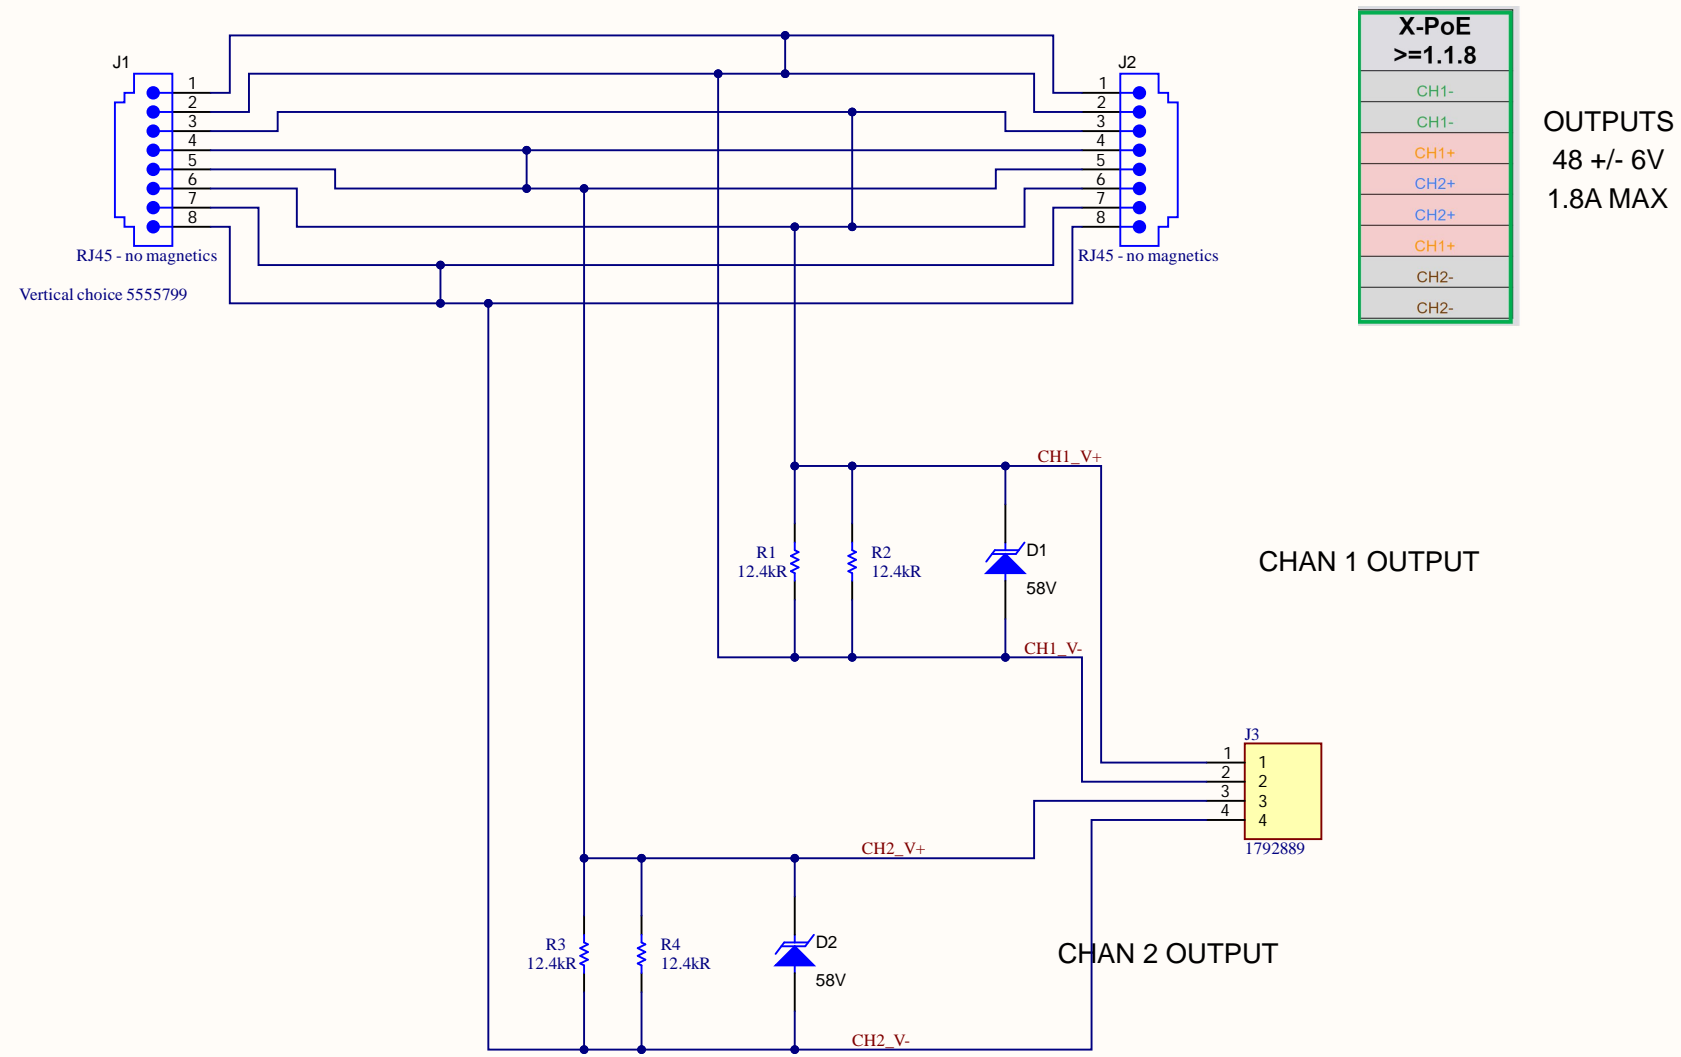 J1
1
2
3
4
5
6
7
8
RJ45 - no magnetics
Vertical choice 5555799
J2
1
2
3
4
5
6
7
8
RJ45 - no magnetics
X-PoE
>=1.1.8
CH1-
CH1-
CH1+
CH2+
CH2+
CH1+
CH2-
CH2-
OUTPUTS
48 +/- 6V
1.8A MAX
CH1_V+
R1
12.4kR
R2
12.4kR
D1
58V
CH1_V-
CHAN 1 OUTPUT
J3
1 1
2 2
3 3
4 4
1792889
CH2_V+
R3
12.4kR
R4
12.4kR
D2
58V
CH2_V-
CHAN 2 OUTPUT